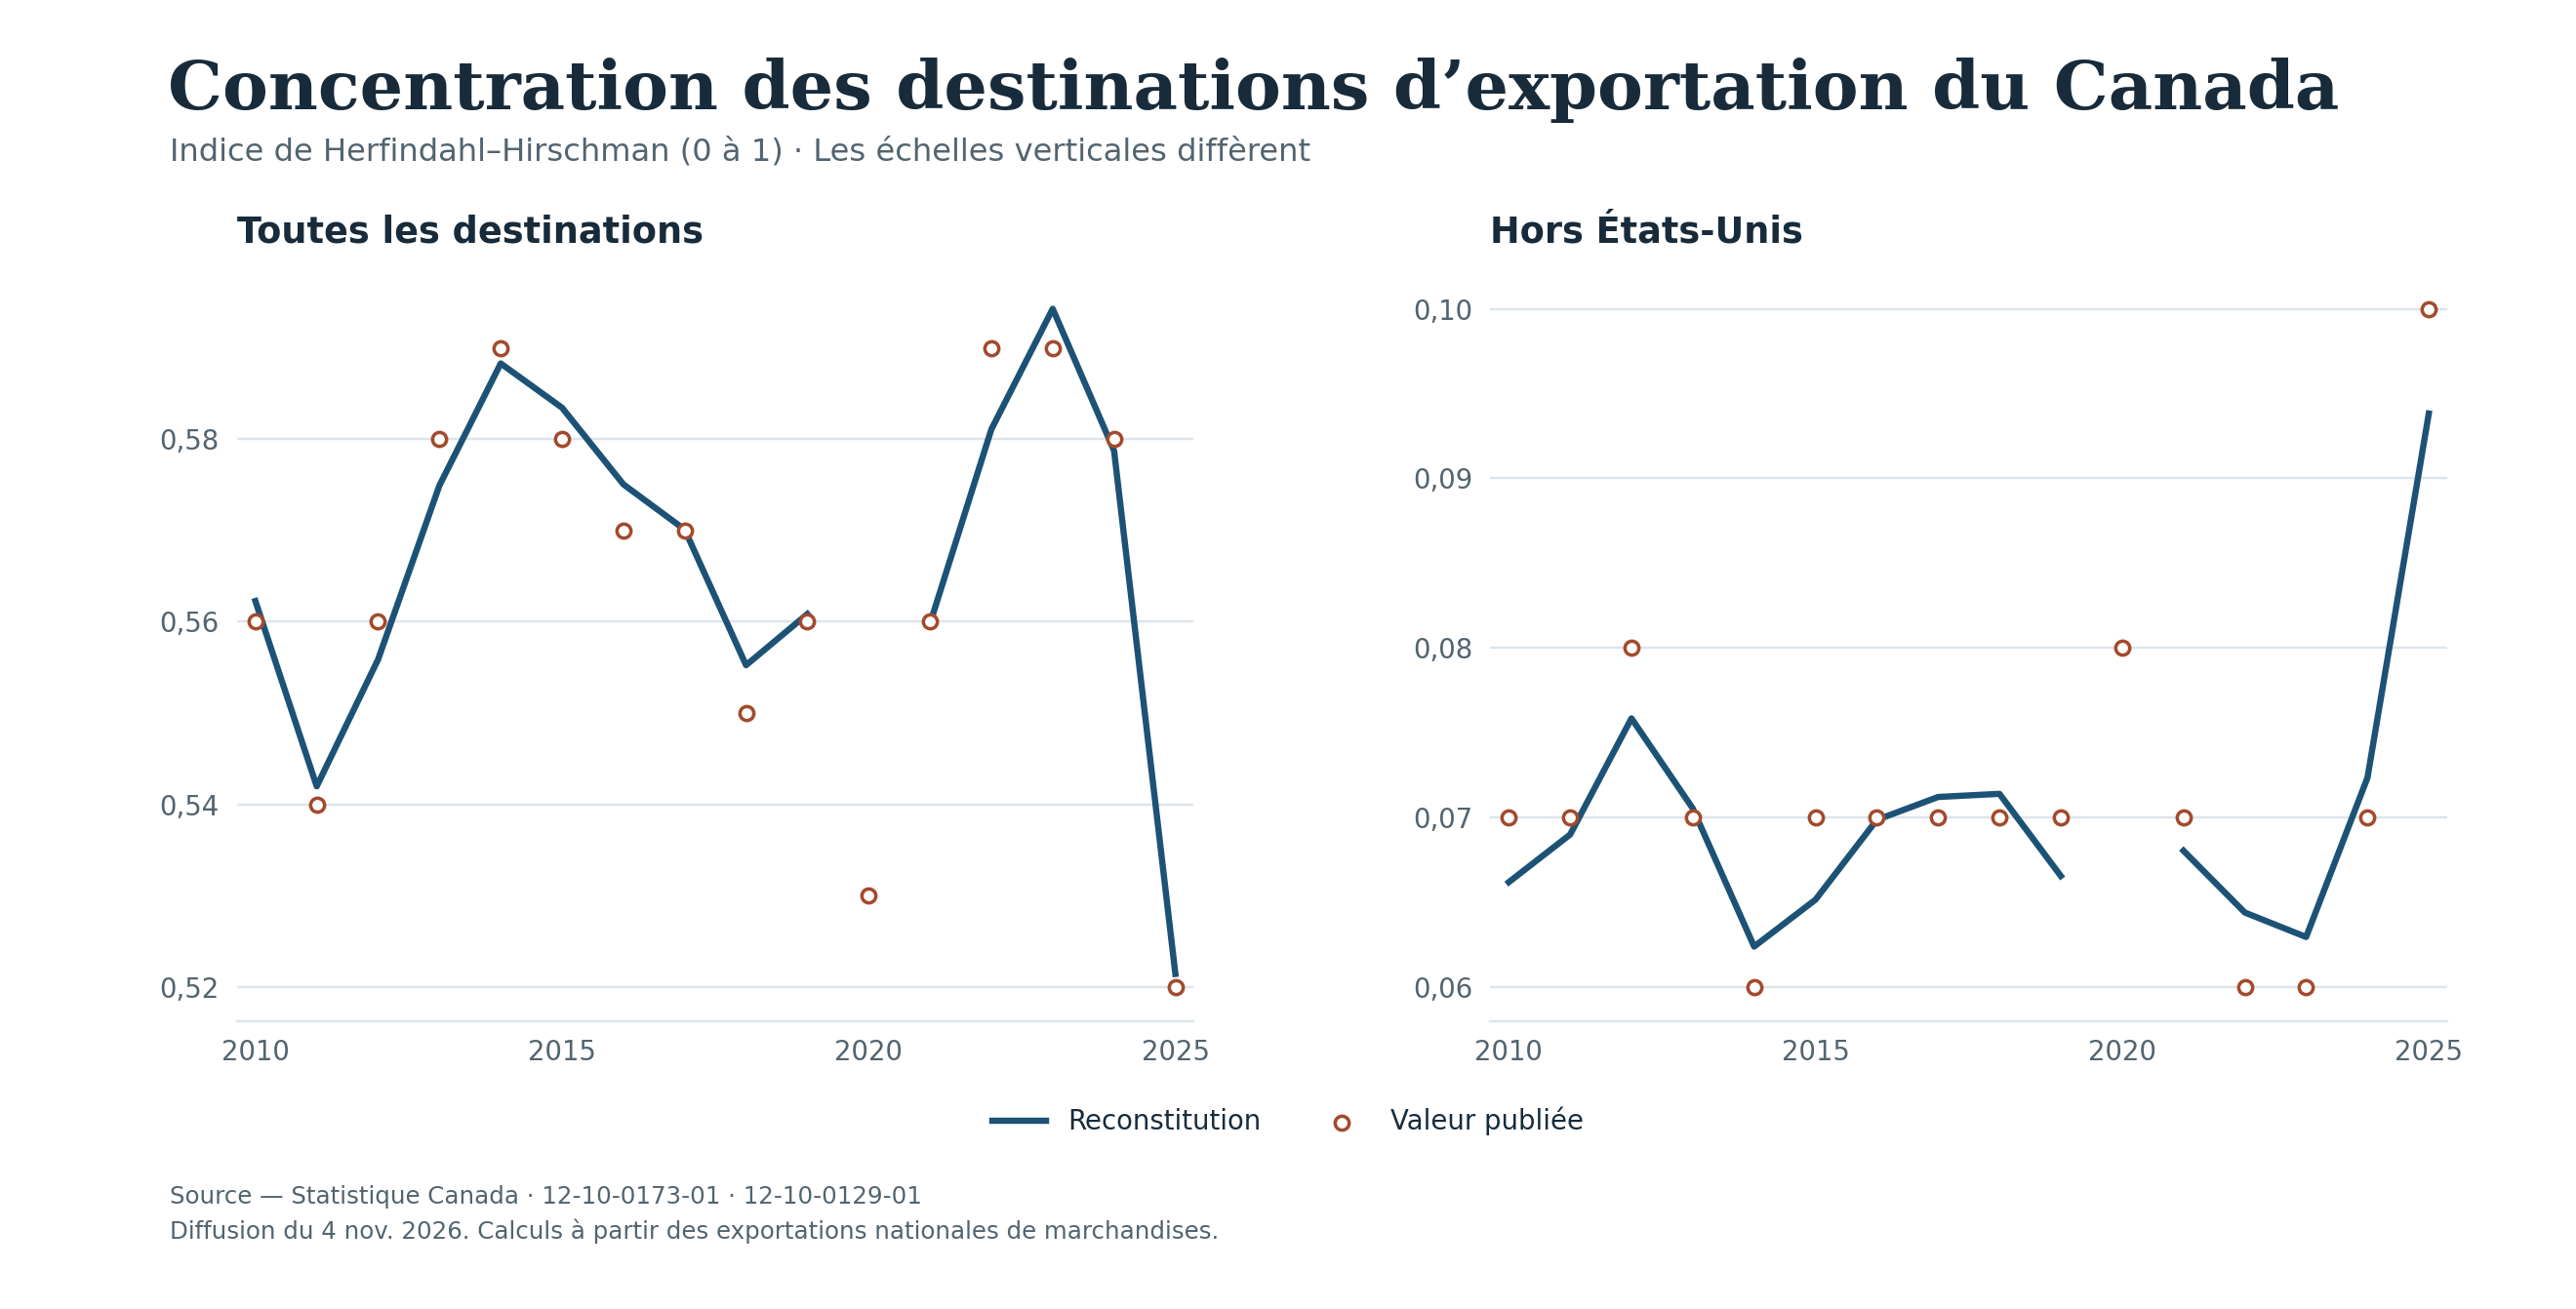 Concentration des destinations d’exportation du Canada
Indice de Herfindahl–Hirschman (0 à 1) · Les échelles verticales diffèrent
Toutes les destinations
0,58
0,56
0,54
0,52
2010 2015 2020 2025
Hors États-Unis
0,10
0,09
0,08
0,07
0,06
2010 2015 2020 2025
Reconstitution Valeur publiée
Source — Statistique Canada · 12-10-0173-01 · 12-10-0129-01
Diffusion du 4 nov. 2026. Calculs à partir des exportations nationales de marchandises.